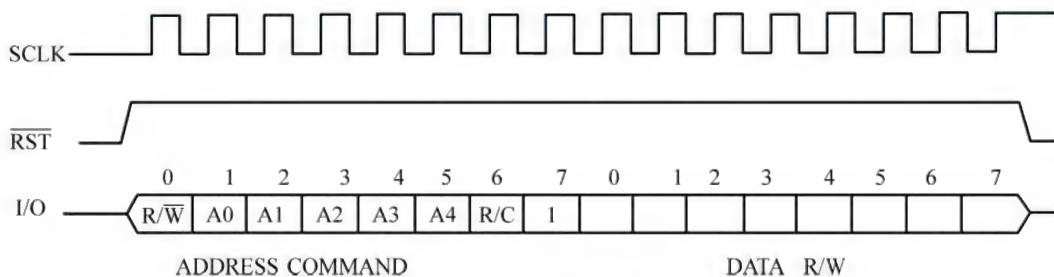 SCLK
RST
0 1 2 3 4 5 6 7 0 1 2 3 4 5 6 7
I/O R/W A0 A1 A2 A3 A4 R/C 1
ADDRESS COMMAND DATA R/W